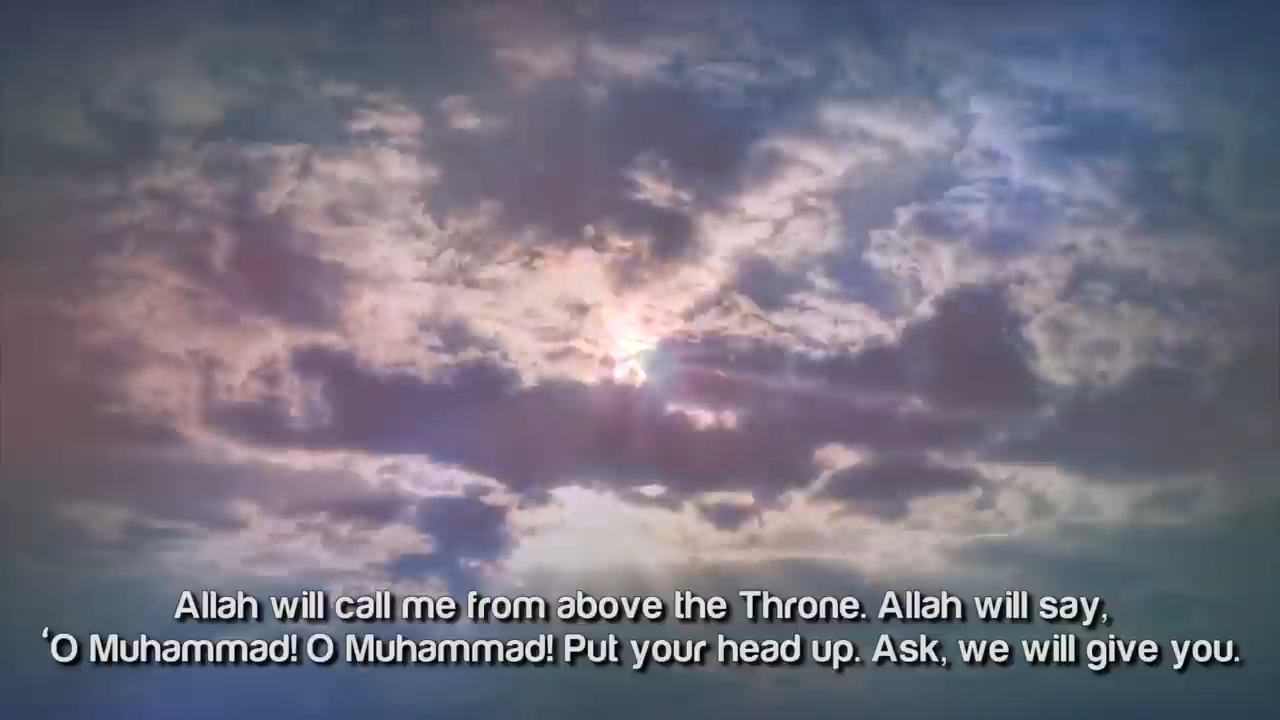 Allah will call me from above the Throne. Allah will say,
‘O Muhammad! O Muhammad! Put your head up. Ask, we will give you.